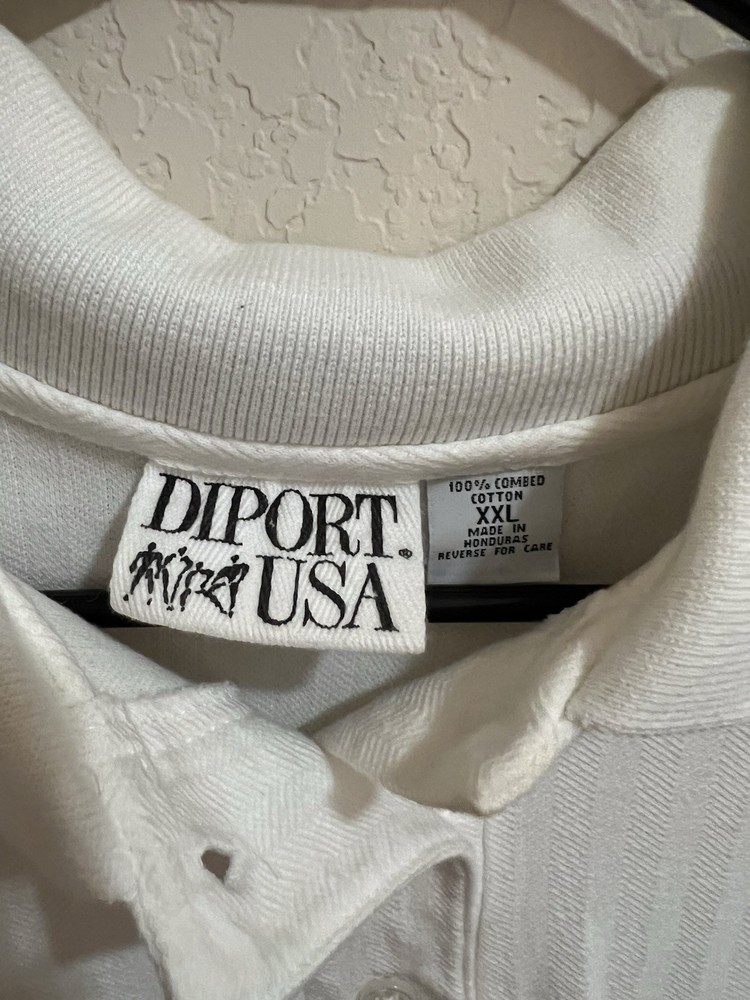 DIPORT®
USA
100% COMBED
COTTON
XXL
MADE IN
HONDURAS
REVERSE FOR CARE